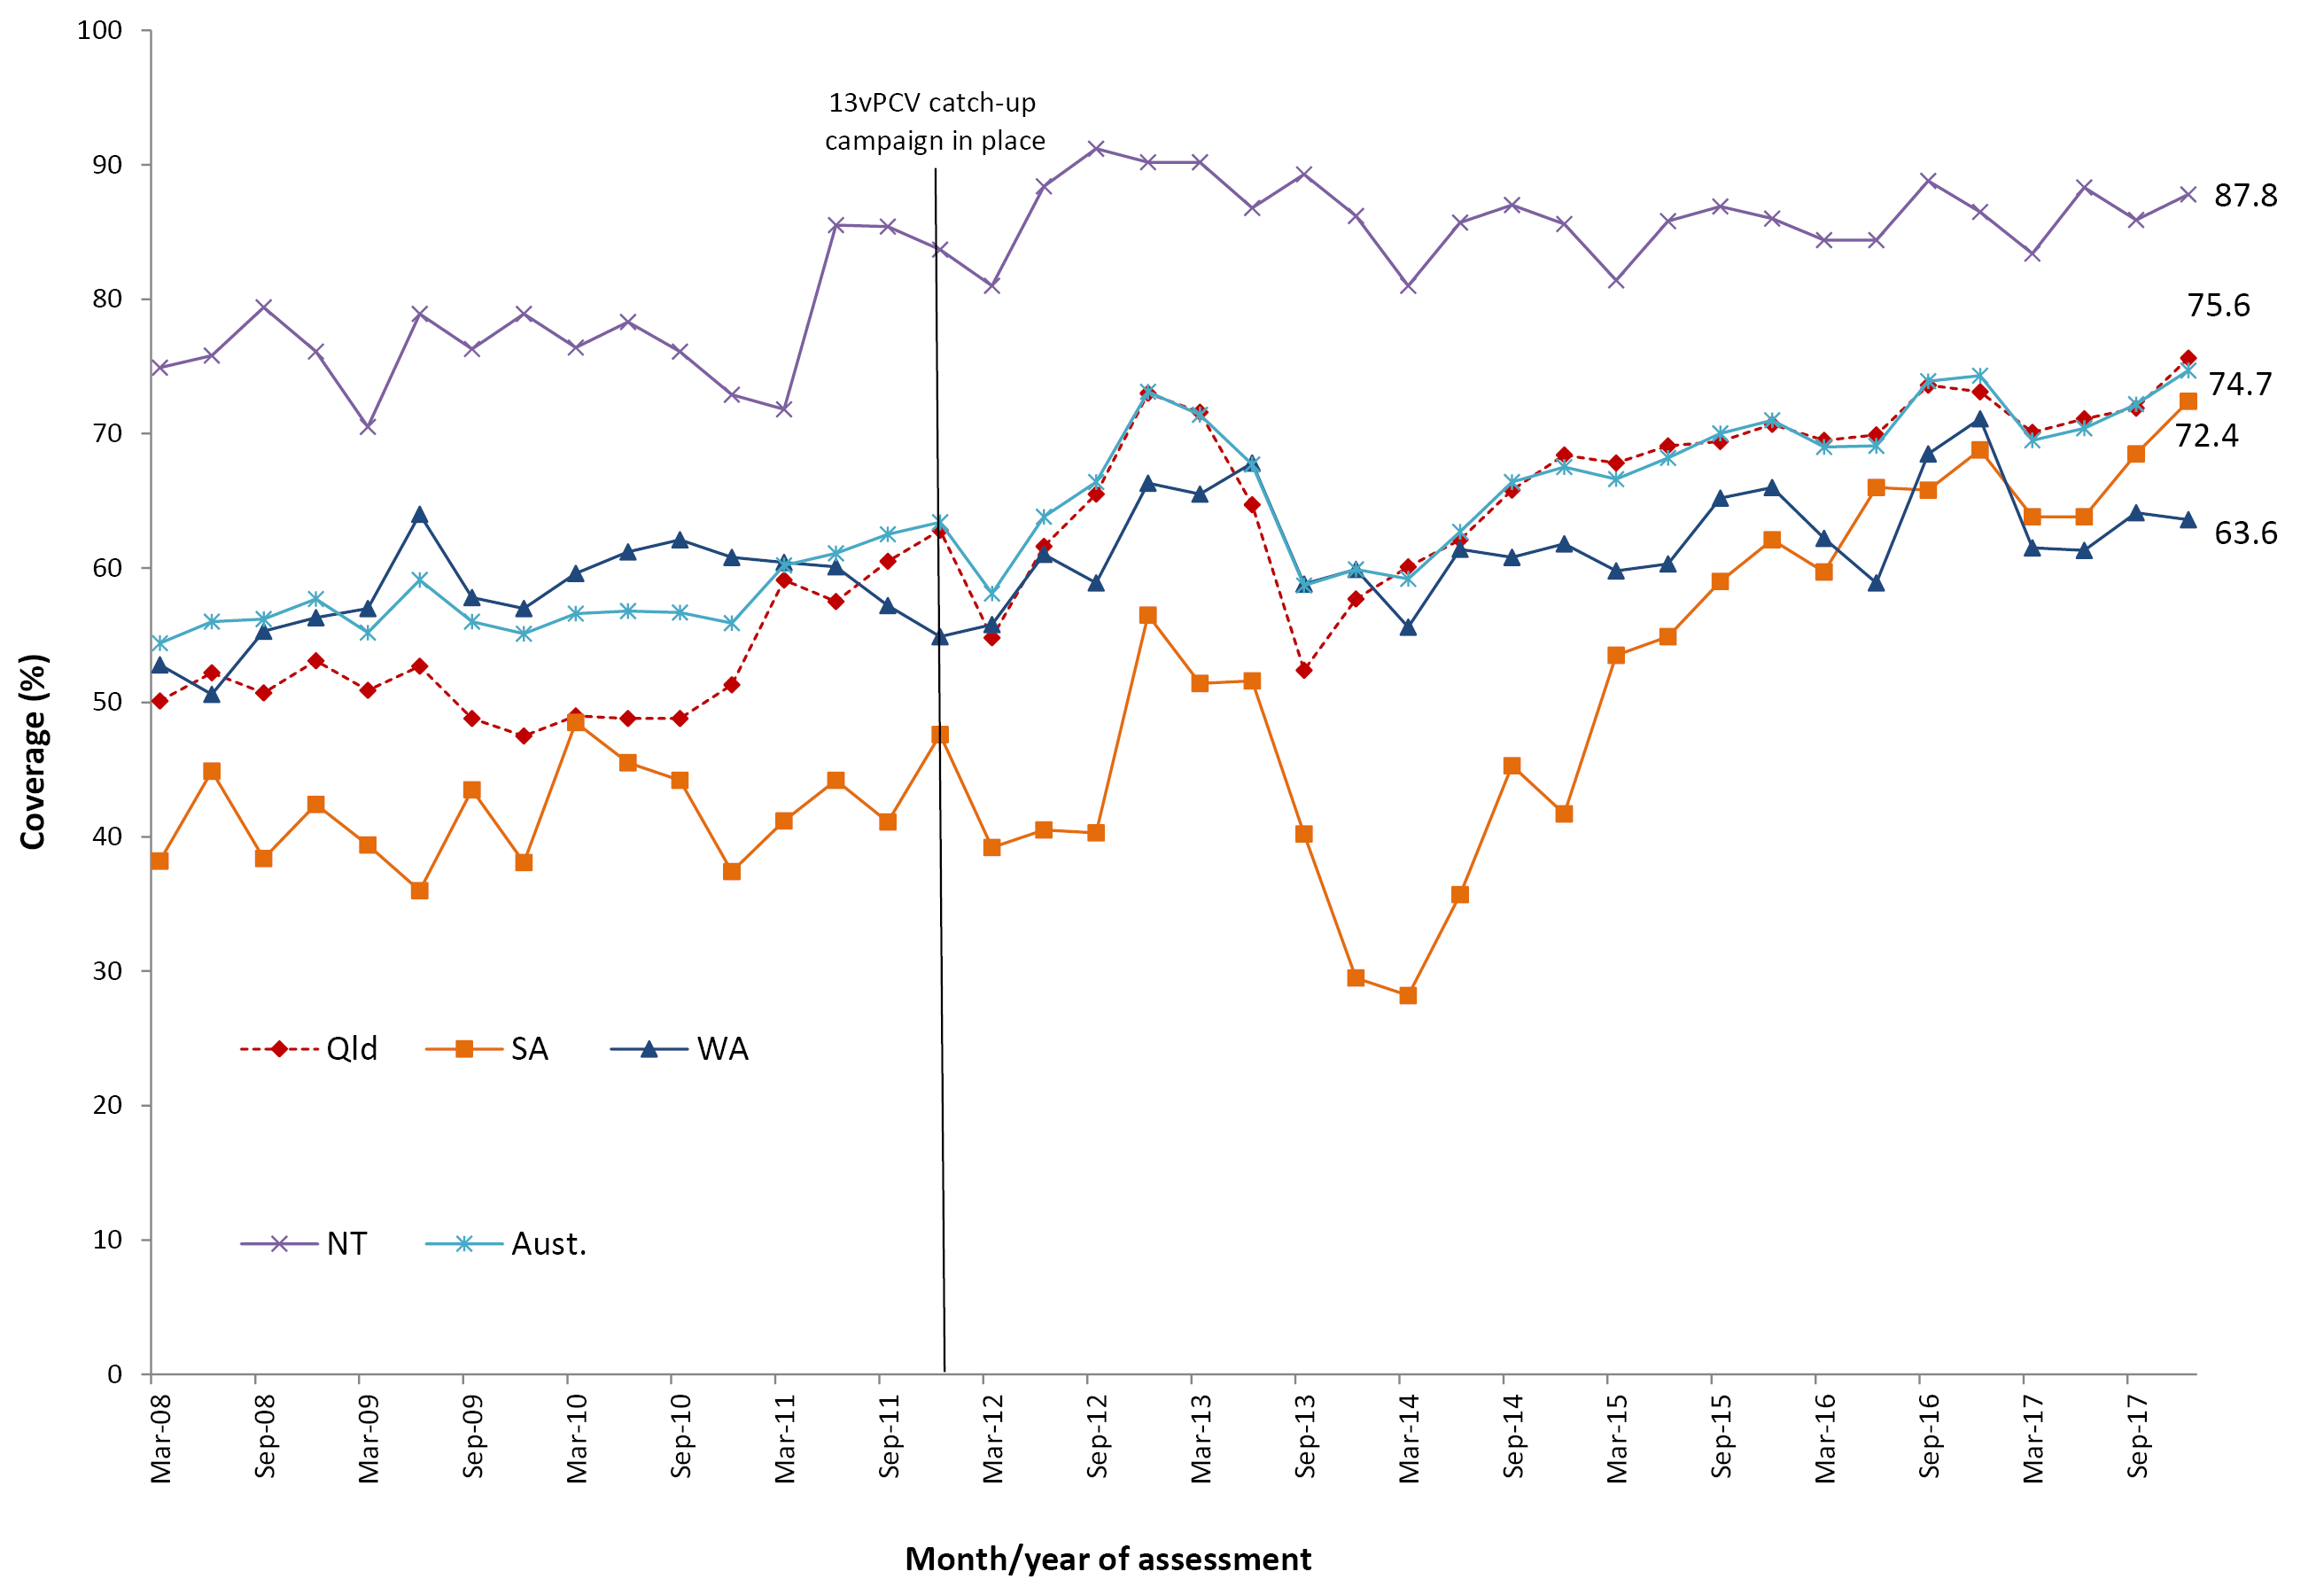 100
13vPCV catch-up
campaign in place
90
87.8
80
75.6
74.7
70
72.4
63.6
60
50
Coverage (%)
40
30
Qld SA WA
20
NT Aust.
10
0
Mar-08 Sep-08 Mar-09 Sep-09 Mar-10 Sep-10 Mar-11 Sep-11 Mar-12 Sep-12 Mar-13 Sep-13 Mar-14 Sep-14 Mar-15 Sep-15 Mar-16 Sep-16 Mar-17 Sep-17
Month/year of assessment